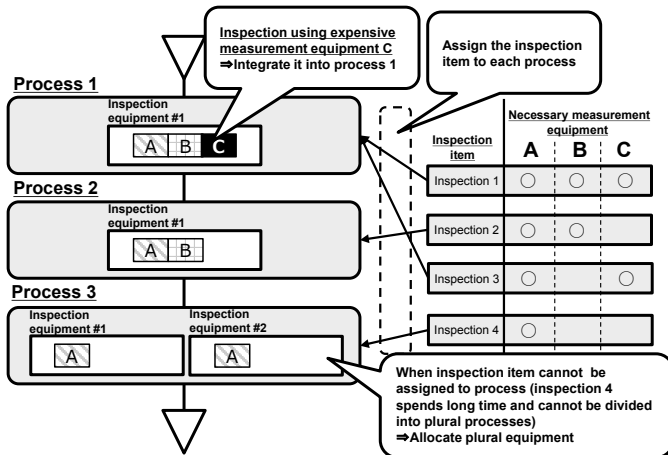 Inspection using expensive
measurement equipment C
⇒Integrate it into process 1
Assign the inspection
item to each process
Process 1
Inspection
equipment #1
A B C
Process 2
Inspection
equipment #1
A B
Process 3
Inspection
equipment #1
A
Inspection
equipment #2
A
Inspection
item
Necessary measurement
equipment
A B C
Inspection 1 ○ ○ ○
Inspection 2 ○ ○
Inspection 3 ○ ○
Inspection 4 ○
When inspection item cannot be
assigned to process (inspection 4
spends long time and cannot be divided
into plural processes)
⇒Allocate plural equipment